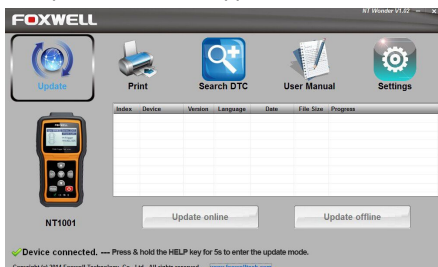 NT Wonder V1.02
FOXWELL
Update
Print
Search DTC
User Manual
Settings
Index Device Version Language Date File Size Progress
NT1001
Update online
Update offline
Device connected. --- Press & hold the HELP key for 5s to enter the update mode.